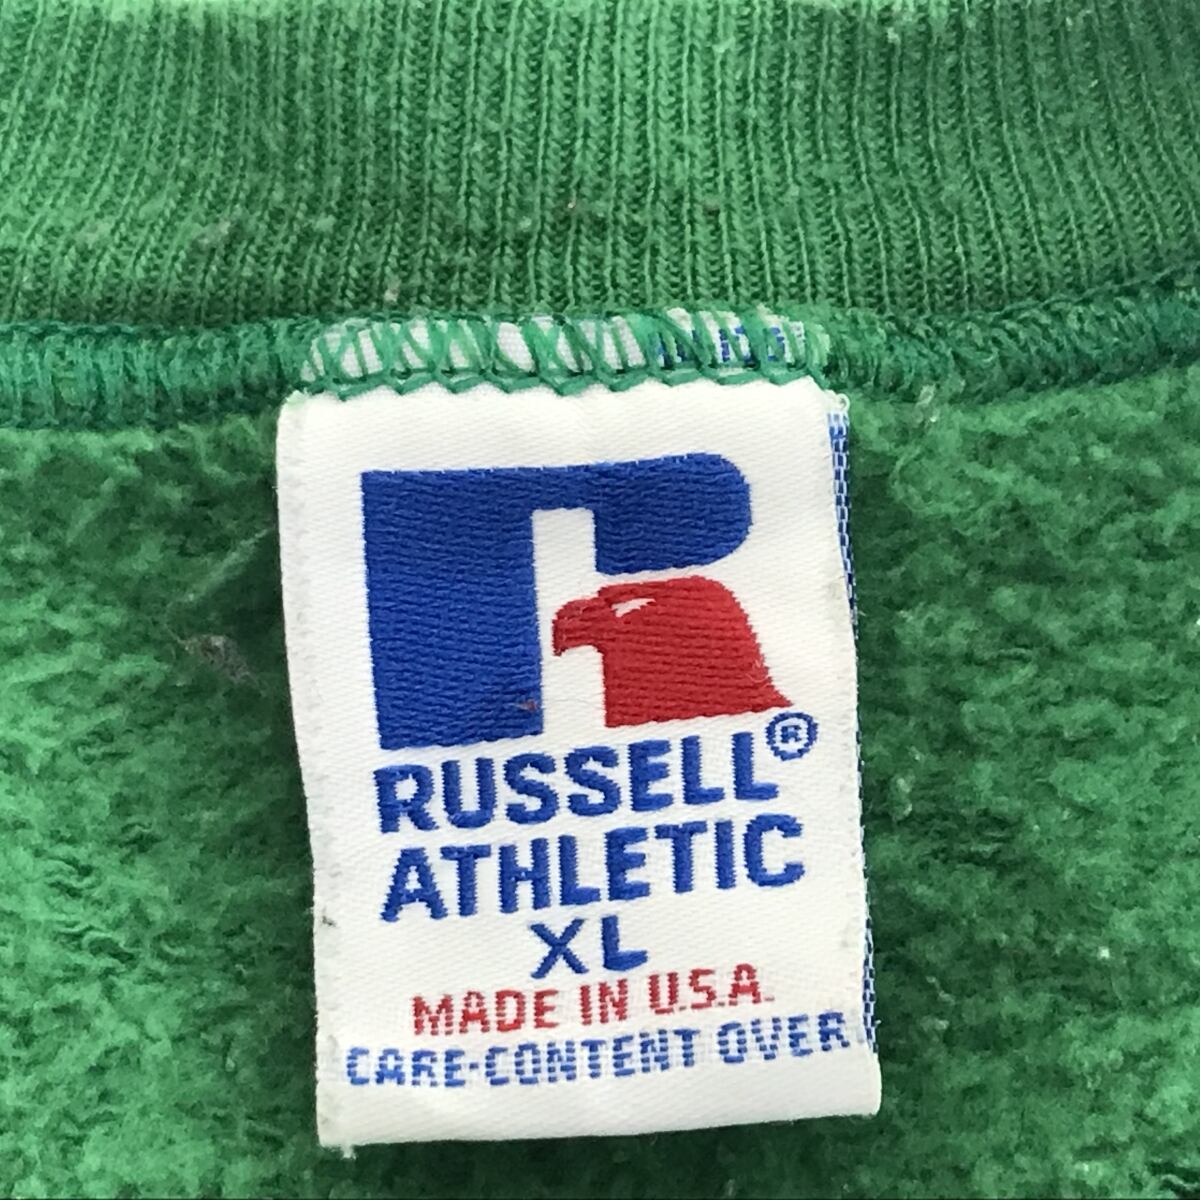 RUSSELL®
ATHLETIC
XL
MADE IN U.S.A.
CARE-CONTENT OVER